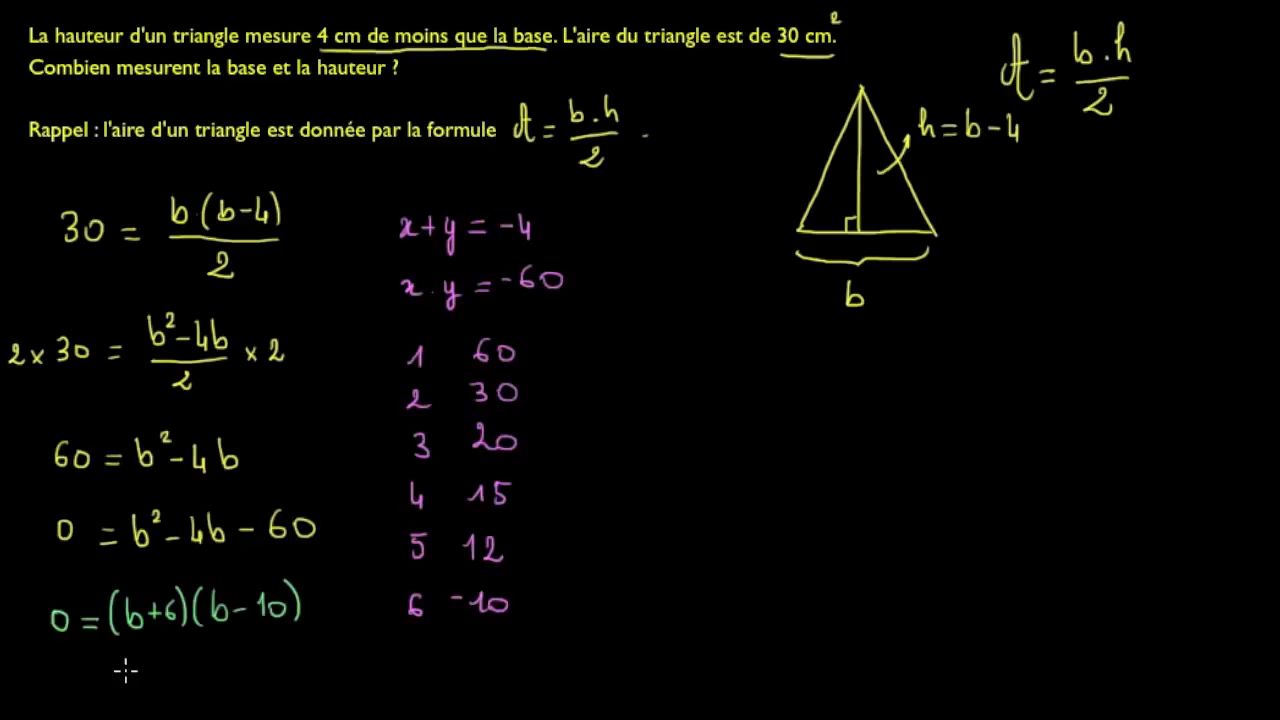 La hauteur d'un triangle mesure 4 cm de moins que la base. L'aire du triangle est de 30 cm.²
Combien mesurent la base et la hauteur ?
Rappel : l'aire d'un triangle est donnée par la formule A = b.h / 2 .
A = b.h / 2
h = b - 4
b
30 = b.(b-4) / 2
2 x 30 = b² - 4b / 2 x 2
60 = b² - 4b
0 = b² - 4b - 60
0 = (b+6)(b-10)
x + y = -4
x . y = -60
1 60
2 30
3 20
4 15
5 12
6 -10